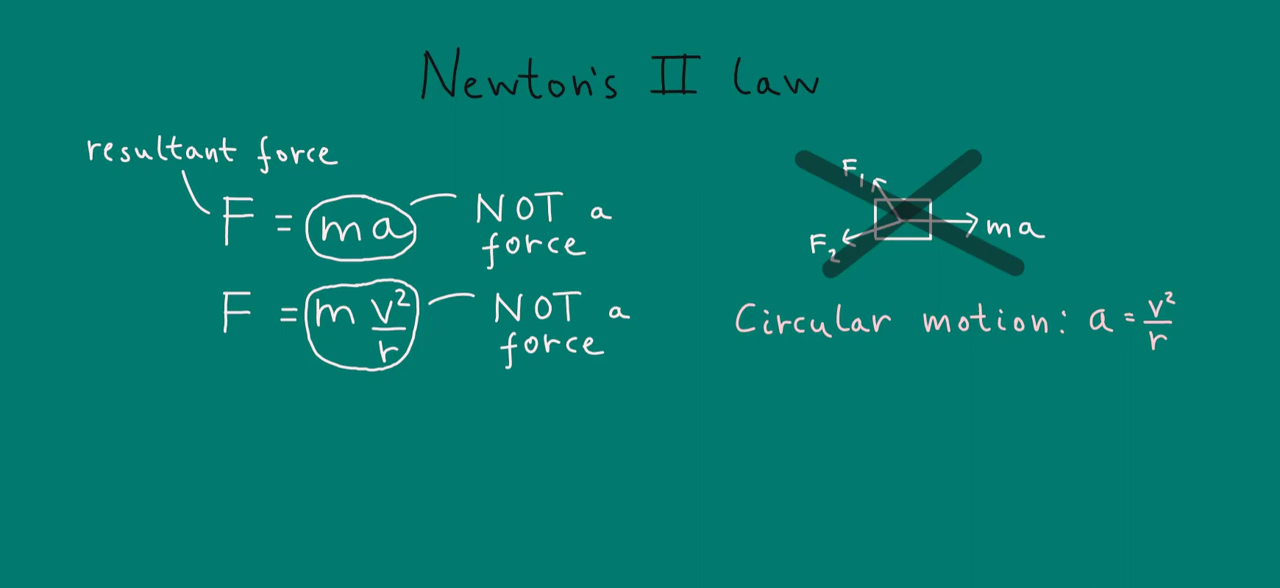 Newton's II law
resultant force
F = ma
NOT a
force
F = m v²/r
NOT a
force
F₁
F₂
ma
Circular motion: a = v²/r